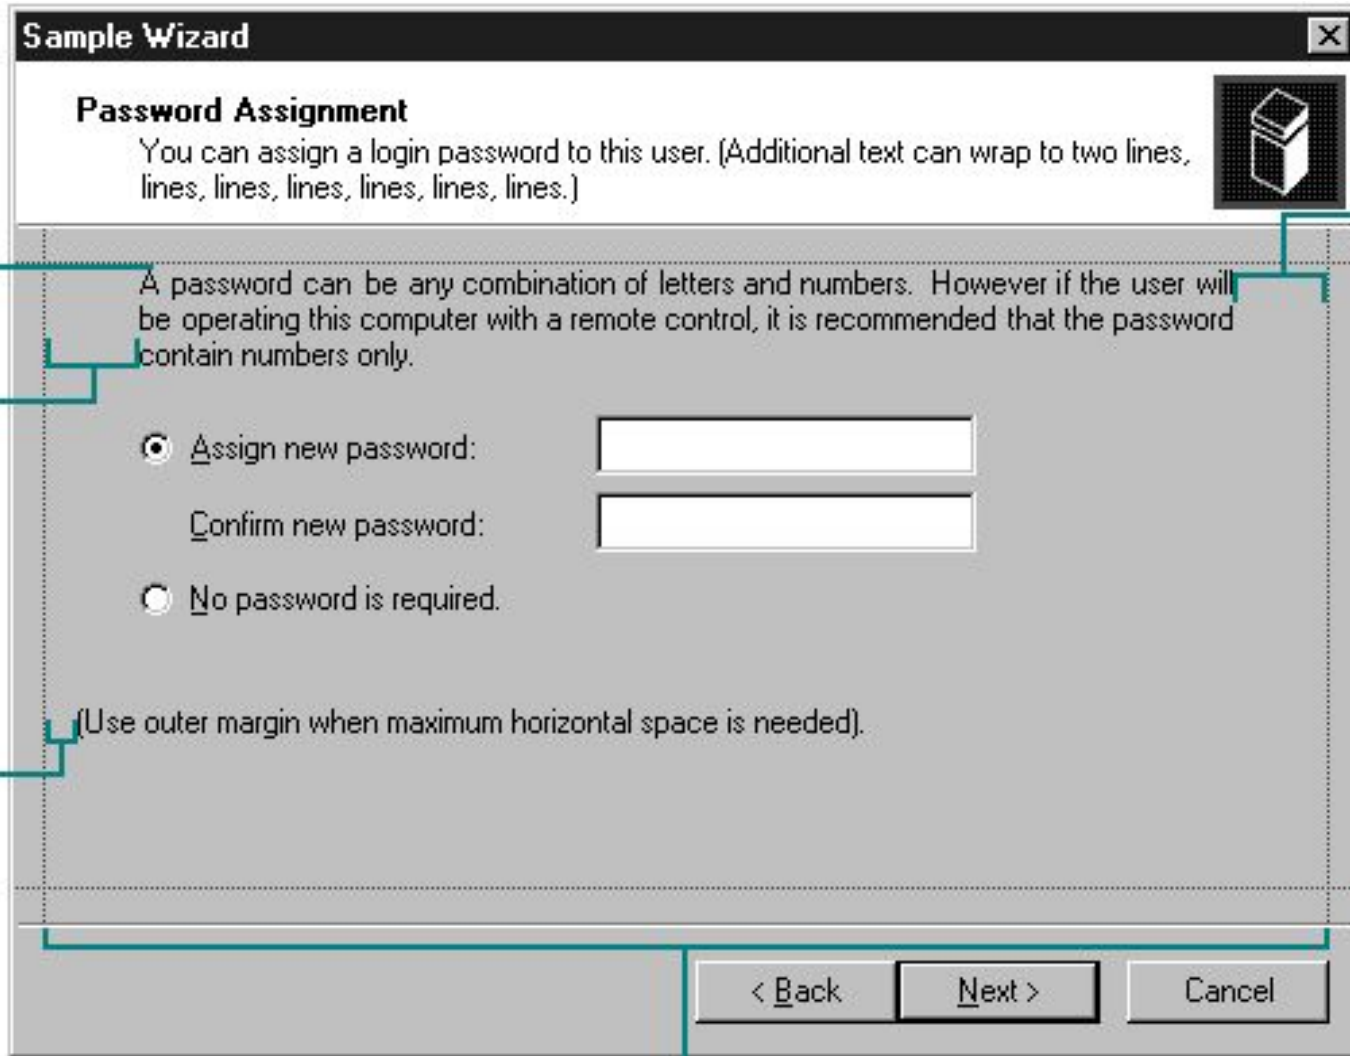 Sample Wizard
Password Assignment
You can assign a login password to this user. (Additional text can wrap to two lines,
lines, lines, lines, lines, lines, lines.)
A password can be any combination of letters and numbers. However if the user will
be operating this computer with a remote control, it is recommended that the password
contain numbers only.
Assign new password:
Confirm new password:
No password is required.
(Use outer margin when maximum horizontal space is needed).
< Back Next > Cancel